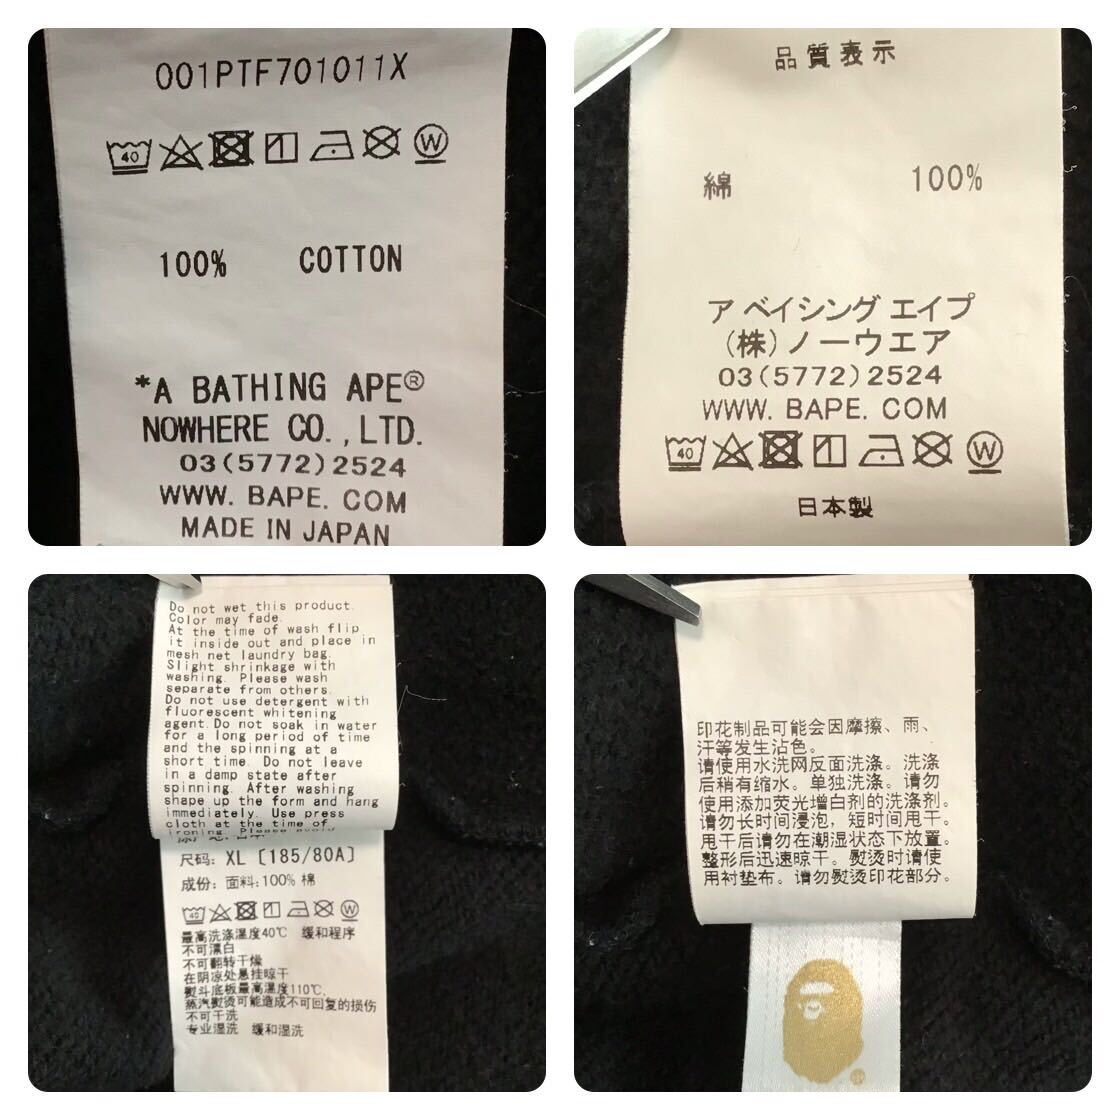 001PTF701011X
40 W
100% COTTON
*A BATHING APE®
NOWHERE CO.,LTD.
03(5772)2524
WWW. BAPE. COM
MADE IN JAPAN
品質表示
綿 100%
ア ベイシング エイプ
(株)ノーウエア
03(5772)2524
WWW. BAPE. COM
40 W
日本製
Do not wet this product.
Color may fade.
At the time of wash flip
it inside out and place in
mesh net laundry bag.
Slight shrinkage with
washing. Please wash
separate from others.
Do not use detergent with
fluorescent whitening
agent. Do not soak in water
for a long period of time
and the spinning at a
short time. Do not leave
in a damp state after
spinning. After washing
shape up the form and hang
immediately. Use press
cloth at the time of
ironing. Please avoid
尺码: XL [185/80A]
成份: 面料:100% 棉
40 W
最高洗涤温度40℃ 缓和程序
不可漂白
不可翻转干燥
在阴凉处悬挂晾干
熨斗底板最高温度110℃,
蒸汽熨烫可能造成不可回复的损伤
不可干洗
专业湿洗 缓和湿洗
印花制品可能会因摩擦、雨、
汗等发生沾色。
请使用水洗网反面洗涤。洗涤
后稍有缩水。单独洗涤。请勿
使用添加荧光增白剂的洗涤剂。
请勿长时间浸泡，短时间甩干。
甩干后请勿在潮湿状态下放置。
整形后迅速晾干。熨烫时请使
用衬垫布。请勿熨烫印花部分。